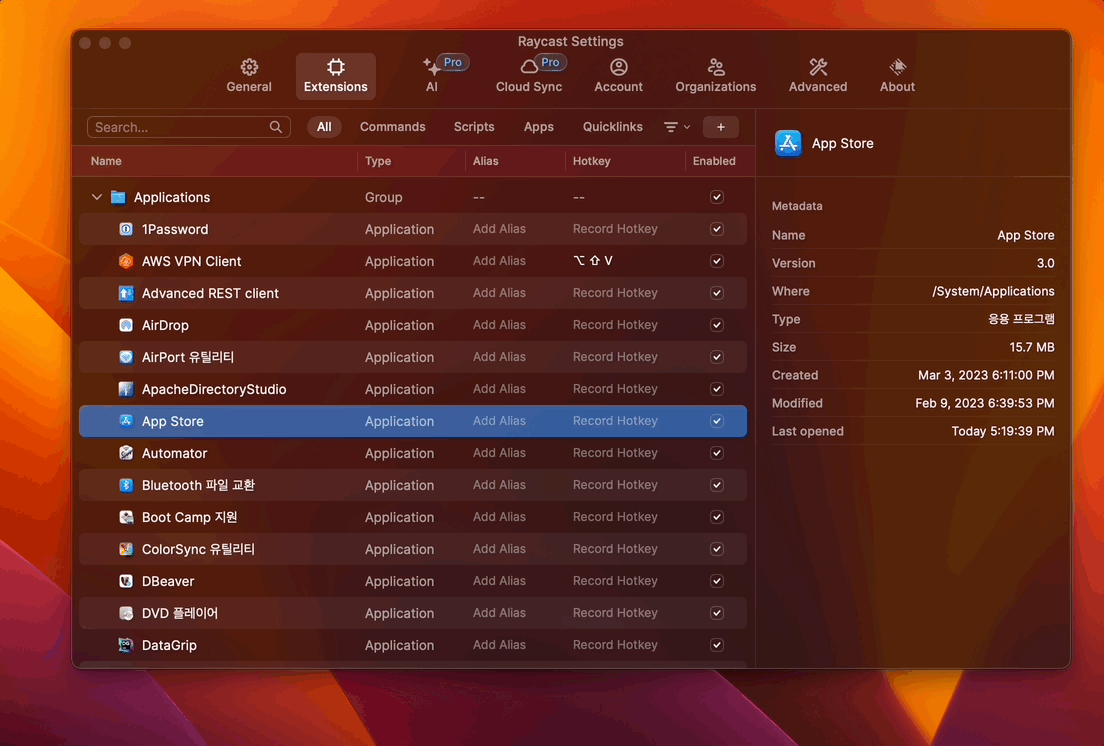 Raycast Settings
General
Extensions
Pro
AI
Pro
Cloud Sync
Account
Organizations
Advanced
About
Search...
All
Commands
Scripts
Apps
Quicklinks
+
Name Type Alias Hotkey Enabled
Applications Group -- --
1Password Application Add Alias Record Hotkey
AWS VPN Client Application Add Alias ⌥ ⇧ V
Advanced REST client Application Add Alias Record Hotkey
AirDrop Application Add Alias Record Hotkey
AirPort 유틸리티 Application Add Alias Record Hotkey
ApacheDirectoryStudio Application Add Alias Record Hotkey
App Store Application Add Alias Record Hotkey
Automator Application Add Alias Record Hotkey
Bluetooth 파일 교환 Application Add Alias Record Hotkey
Boot Camp 지원 Application Add Alias Record Hotkey
ColorSync 유틸리티 Application Add Alias Record Hotkey
DBeaver Application Add Alias Record Hotkey
DVD 플레이어 Application Add Alias Record Hotkey
DataGrip Application Add Alias Record Hotkey
App Store
Metadata
Name App Store
Version 3.0
Where /System/Applications
Type 응용 프로그램
Size 15.7 MB
Created Mar 3, 2023 6:11:00 PM
Modified Feb 9, 2023 6:39:53 PM
Last opened Today 5:19:39 PM